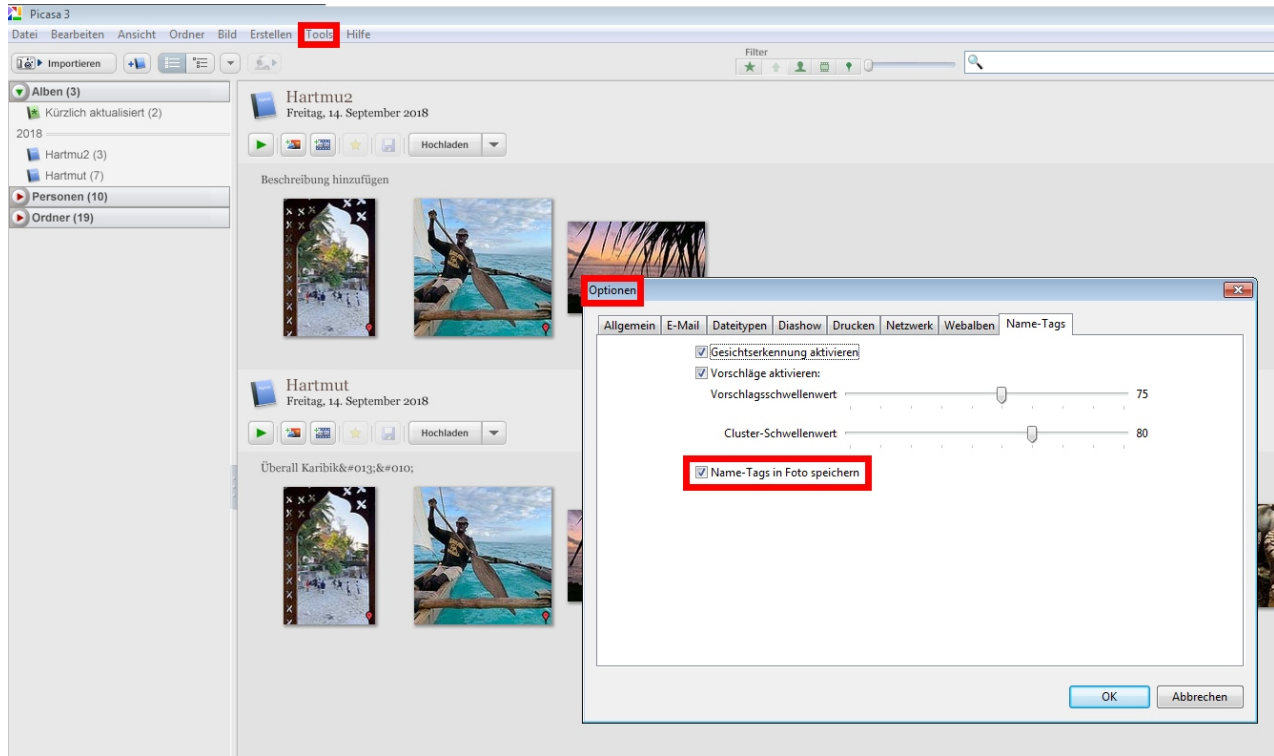 Picasa 3
Datei Bearbeiten Ansicht Ordner Bild Erstellen Tools Hilfe
Importieren
Filter
Alben (3)
Kürzlich aktualisiert (2)
2018
Hartmu2 (3)
Hartmut (7)
Personen (10)
Ordner (19)
Hartmu2
Freitag, 14. September 2018
Hochladen
Beschreibung hinzufügen
Hartmut
Freitag, 14. September 2018
Hochladen
Überall Karibik&#013;&#010;
Optionen
Allgemein E-Mail Dateitypen Diashow Drucken Netzwerk Webalben Name-Tags
Gesichtserkennung aktivieren
Vorschläge aktivieren:
Vorschlagsschwellenwert 75
Cluster-Schwellenwert 80
Name-Tags in Foto speichern
OK Abbrechen